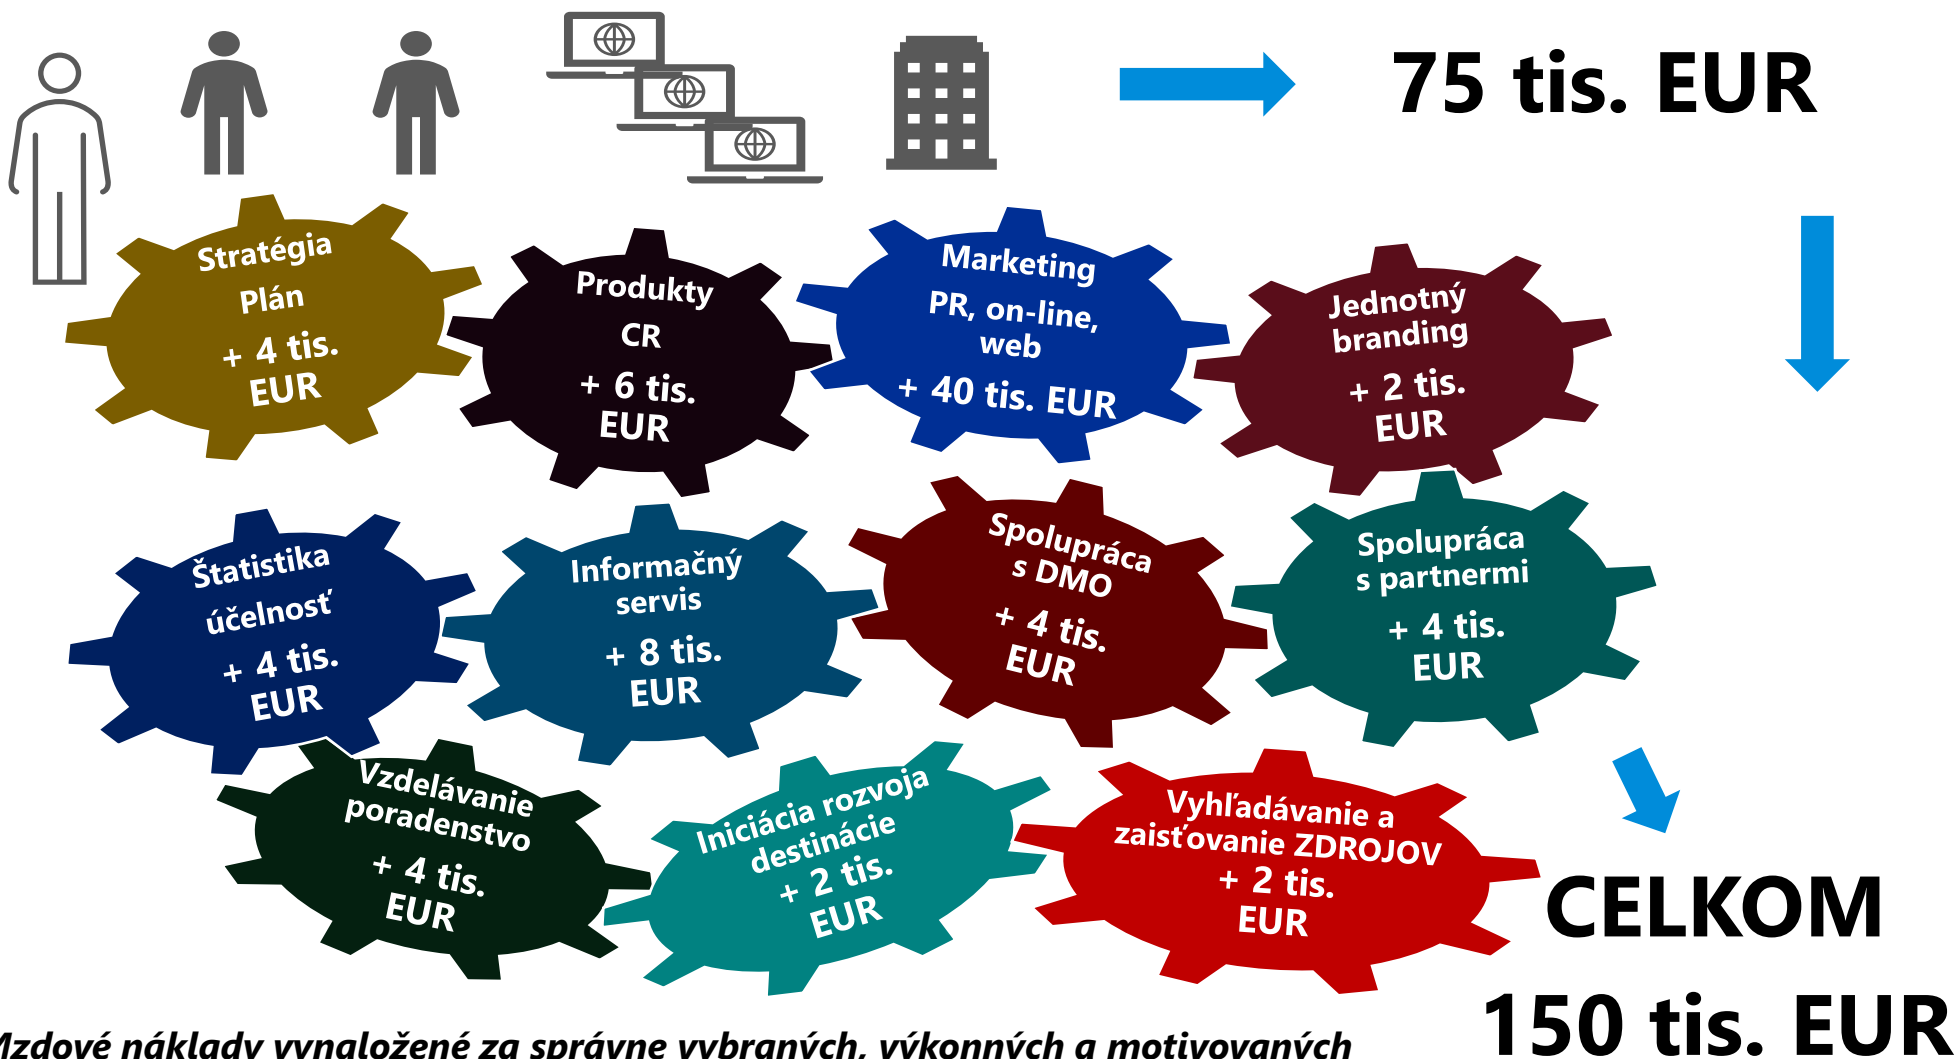 75 tis. EUR
Stratégia
Plán
+ 4 tis.
EUR
Produkty
CR
+ 6 tis.
EUR
Marketing
PR, on-line,
web
+ 40 tis. EUR
Jednotný
branding
+ 2 tis.
EUR
Štatistika
účelnosť
+ 4 tis.
EUR
Informačný
servis
+ 8 tis.
EUR
Spolupráca
s DMO
+ 4 tis.
EUR
Spolupráca
s partnermi
+ 4 tis.
EUR
Vzdelávanie
poradenstvo
+ 4 tis.
EUR
Iniciácia rozvoja
destinácie
+ 2 tis.
EUR
Vyhľadávanie a
zaisťovanie ZDROJOV
+ 2 tis.
EUR
CELKOM
150 tis. EUR
Mzdové náklady vynaložené za správne vybraných, výkonných a motivovaných